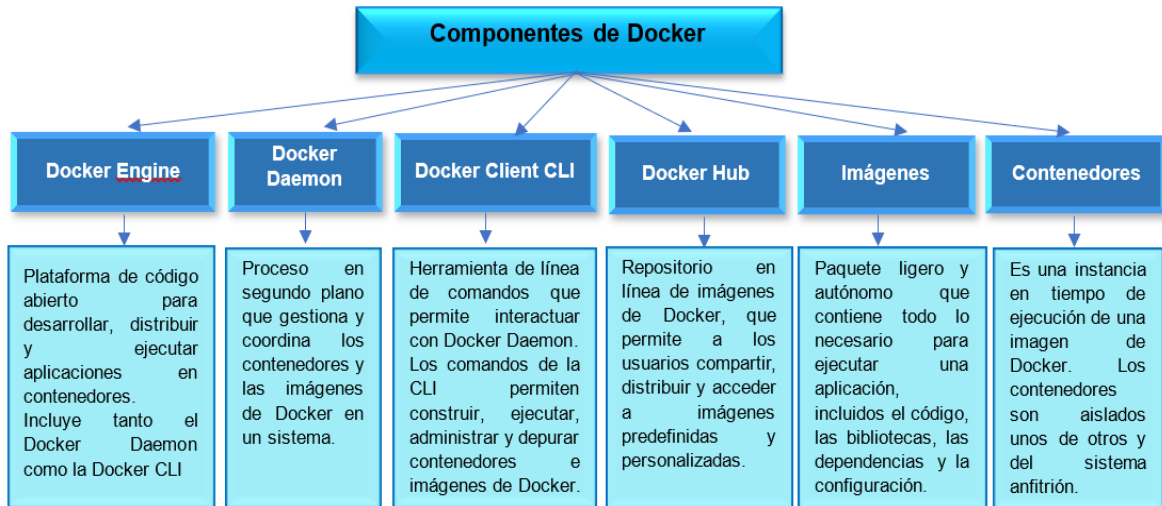 Componentes de Docker
Docker Engine
Docker
Daemon
Docker Client CLI
Docker Hub
Imágenes
Contenedores
Plataforma de código
abierto para
desarrollar, distribuir
y ejecutar
aplicaciones en
contenedores.
Incluye tanto el
Docker Daemon
como la Docker CLI
Proceso en
segundo plano
que gestiona y
coordina los
contenedores y
las imágenes
de Docker en
un sistema.
Herramienta de línea
de comandos que
permite interactuar
con Docker Daemon.
Los comandos de la
CLI permiten
construir, ejecutar,
administrar y depurar
contenedores e
imágenes de Docker.
Repositorio en
línea de imágenes
de Docker, que
permite a los
usuarios compartir,
distribuir y acceder
a imágenes
predefinidas y
personalizadas.
Paquete ligero y
autónomo que
contiene todo lo
necesario para
ejecutar una
aplicación,
incluidos el código,
las bibliotecas, las
dependencias y la
configuración.
Es una instancia
en tiempo de
ejecución de una
imagen de
Docker. Los
contenedores
son aislados
unos de otros y
del sistema
anfitrión.